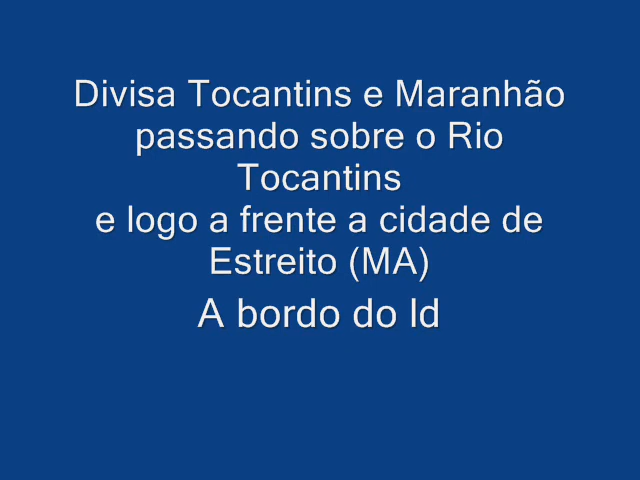 Divisa Tocantins e Maranhão
passando sobre o Rio
Tocantins
e logo a frente a cidade de
Estreito (MA)
A bordo do Id